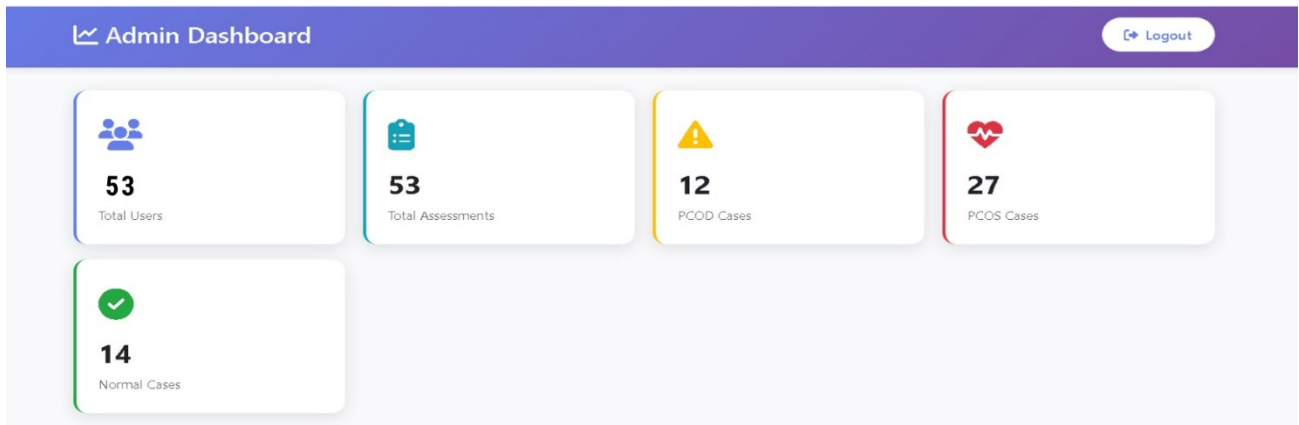 Admin Dashboard
Logout
53
Total Users
53
Total Assessments
12
PCOD Cases
27
PCOS Cases
14
Normal Cases